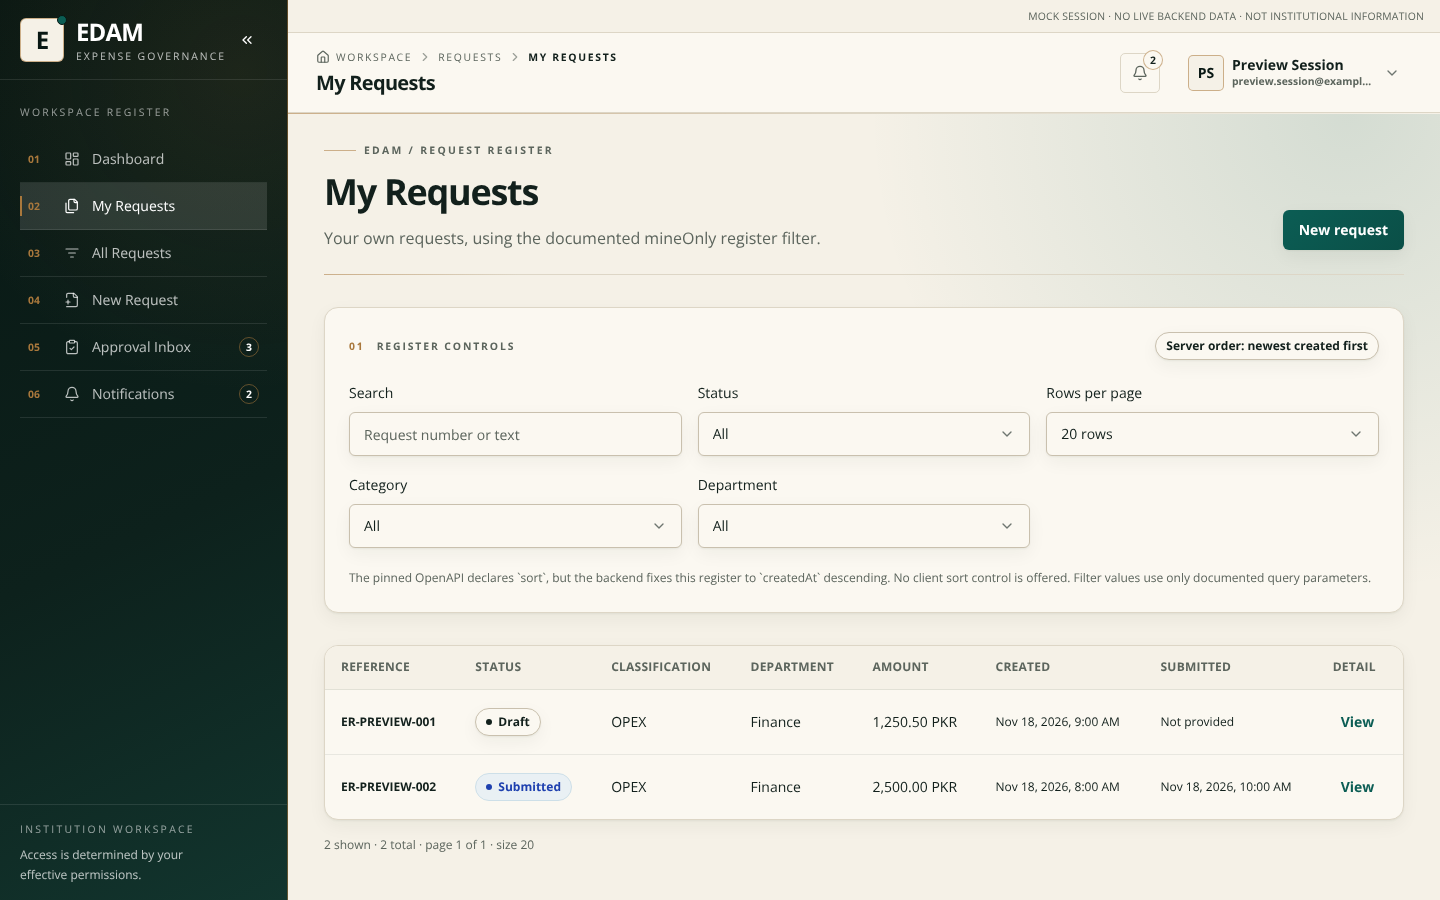 MOCK SESSION · NO LIVE BACKEND DATA · NOT INSTITUTIONAL INFORMATION
E
EDAM
EXPENSE GOVERNANCE
WORKSPACE REGISTER
01 Dashboard
02 My Requests
03 All Requests
04 New Request
05 Approval Inbox 3
06 Notifications 2
INSTITUTION WORKSPACE
Access is determined by your
effective permissions.
WORKSPACE > REQUESTS > MY REQUESTS
My Requests
2
PS
Preview Session
preview.session@exampl...
EDAM / REQUEST REGISTER
My Requests
Your own requests, using the documented mineOnly register filter.
New request
01 REGISTER CONTROLS
Server order: newest created first
Search Status Rows per page
Request number or text All 20 rows
Category Department
All All
The pinned OpenAPI declares `sort`, but the backend fixes this register to `createdAt` descending. No client sort control is offered. Filter values use only documented query parameters.
REFERENCE STATUS CLASSIFICATION DEPARTMENT AMOUNT CREATED SUBMITTED DETAIL
ER-PREVIEW-001 Draft OPEX Finance 1,250.50 PKR Nov 18, 2026, 9:00 AM Not provided View
ER-PREVIEW-002 Submitted OPEX Finance 2,500.00 PKR Nov 18, 2026, 8:00 AM Nov 18, 2026, 10:00 AM View
2 shown · 2 total · page 1 of 1 · size 20